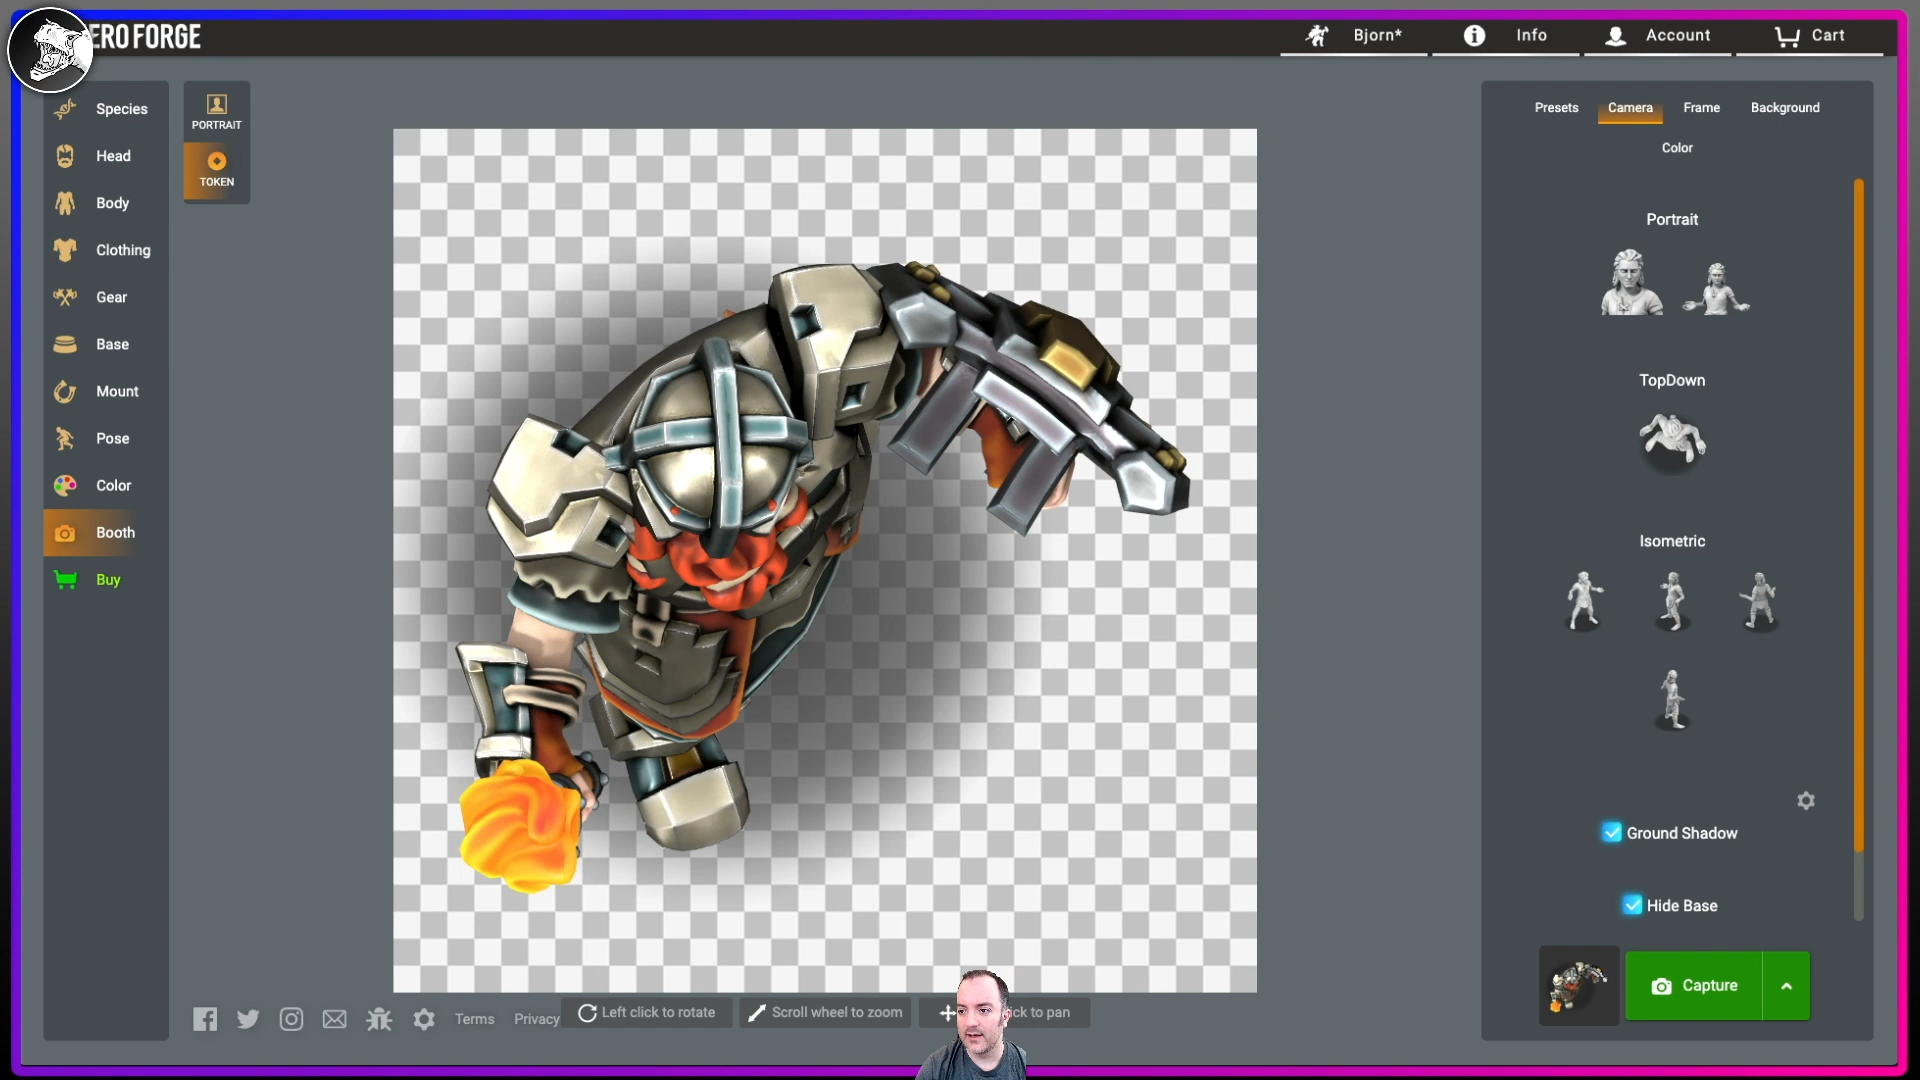 ERO FORGE
Bjorn*
Info
Account
Cart
Species
Head
Body
Clothing
Gear
Base
Mount
Pose
Color
Booth
Buy
PORTRAIT
TOKEN
Presets
Camera
Frame
Background
Color
Portrait
TopDown
Isometric
Ground Shadow
Hide Base
Capture
Terms
Privacy
Left click to rotate
Scroll wheel to zoom
ick to pan